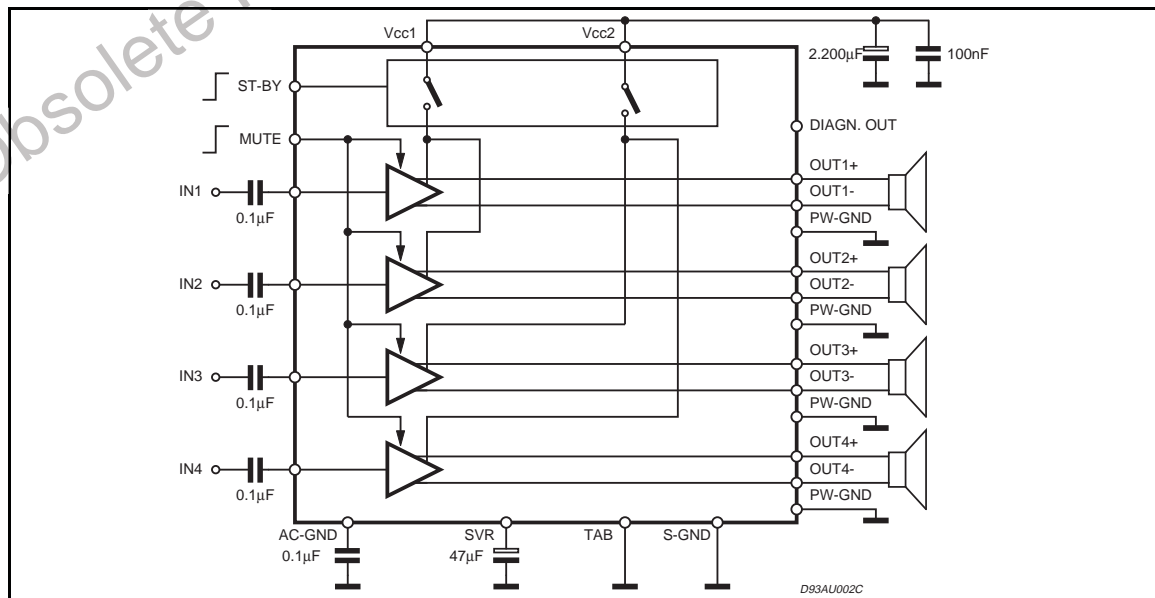 Obsolete
Vcc1
Vcc2
2.200µF
100nF
ST-BY
MUTE
DIAGN. OUT
IN1
0.1µF
OUT1+
OUT1-
PW-GND
IN2
0.1µF
OUT2+
OUT2-
PW-GND
IN3
0.1µF
OUT3+
OUT3-
PW-GND
IN4
0.1µF
OUT4+
OUT4-
PW-GND
AC-GND
0.1µF
SVR
47µF
TAB
S-GND
D93AU002C